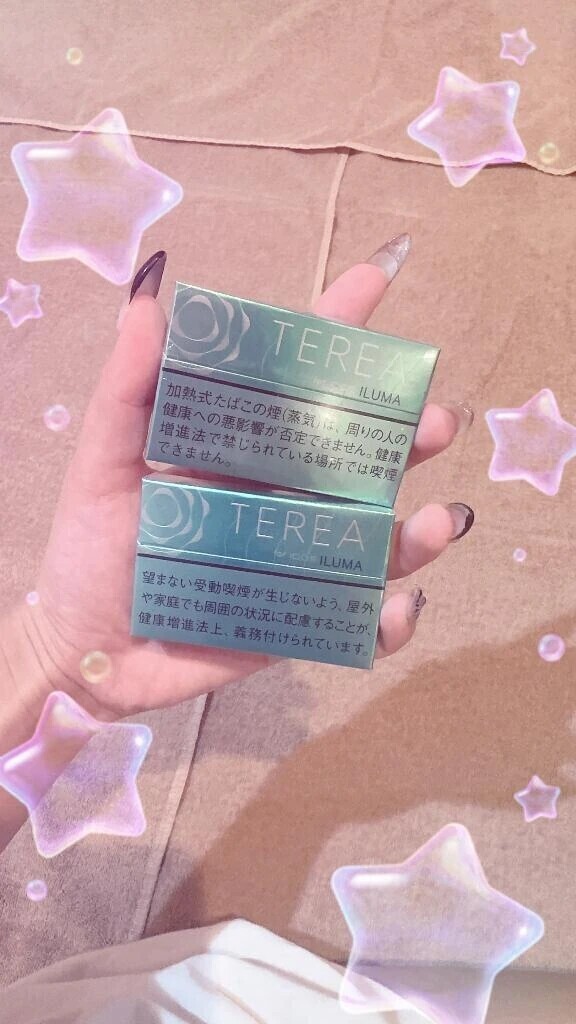 TEREA
for IQOS ILUMA
加熱式たばこの煙(蒸気)は、周りの人の
健康への悪影響が否定できません。健康
増進法で禁じられている場所では喫煙
できません。
TEREA
for IQOS ILUMA
望まない受動喫煙が生じないよう、屋外
や家庭でも周囲の状況に配慮することが、
健康増進法上、義務付けられています。